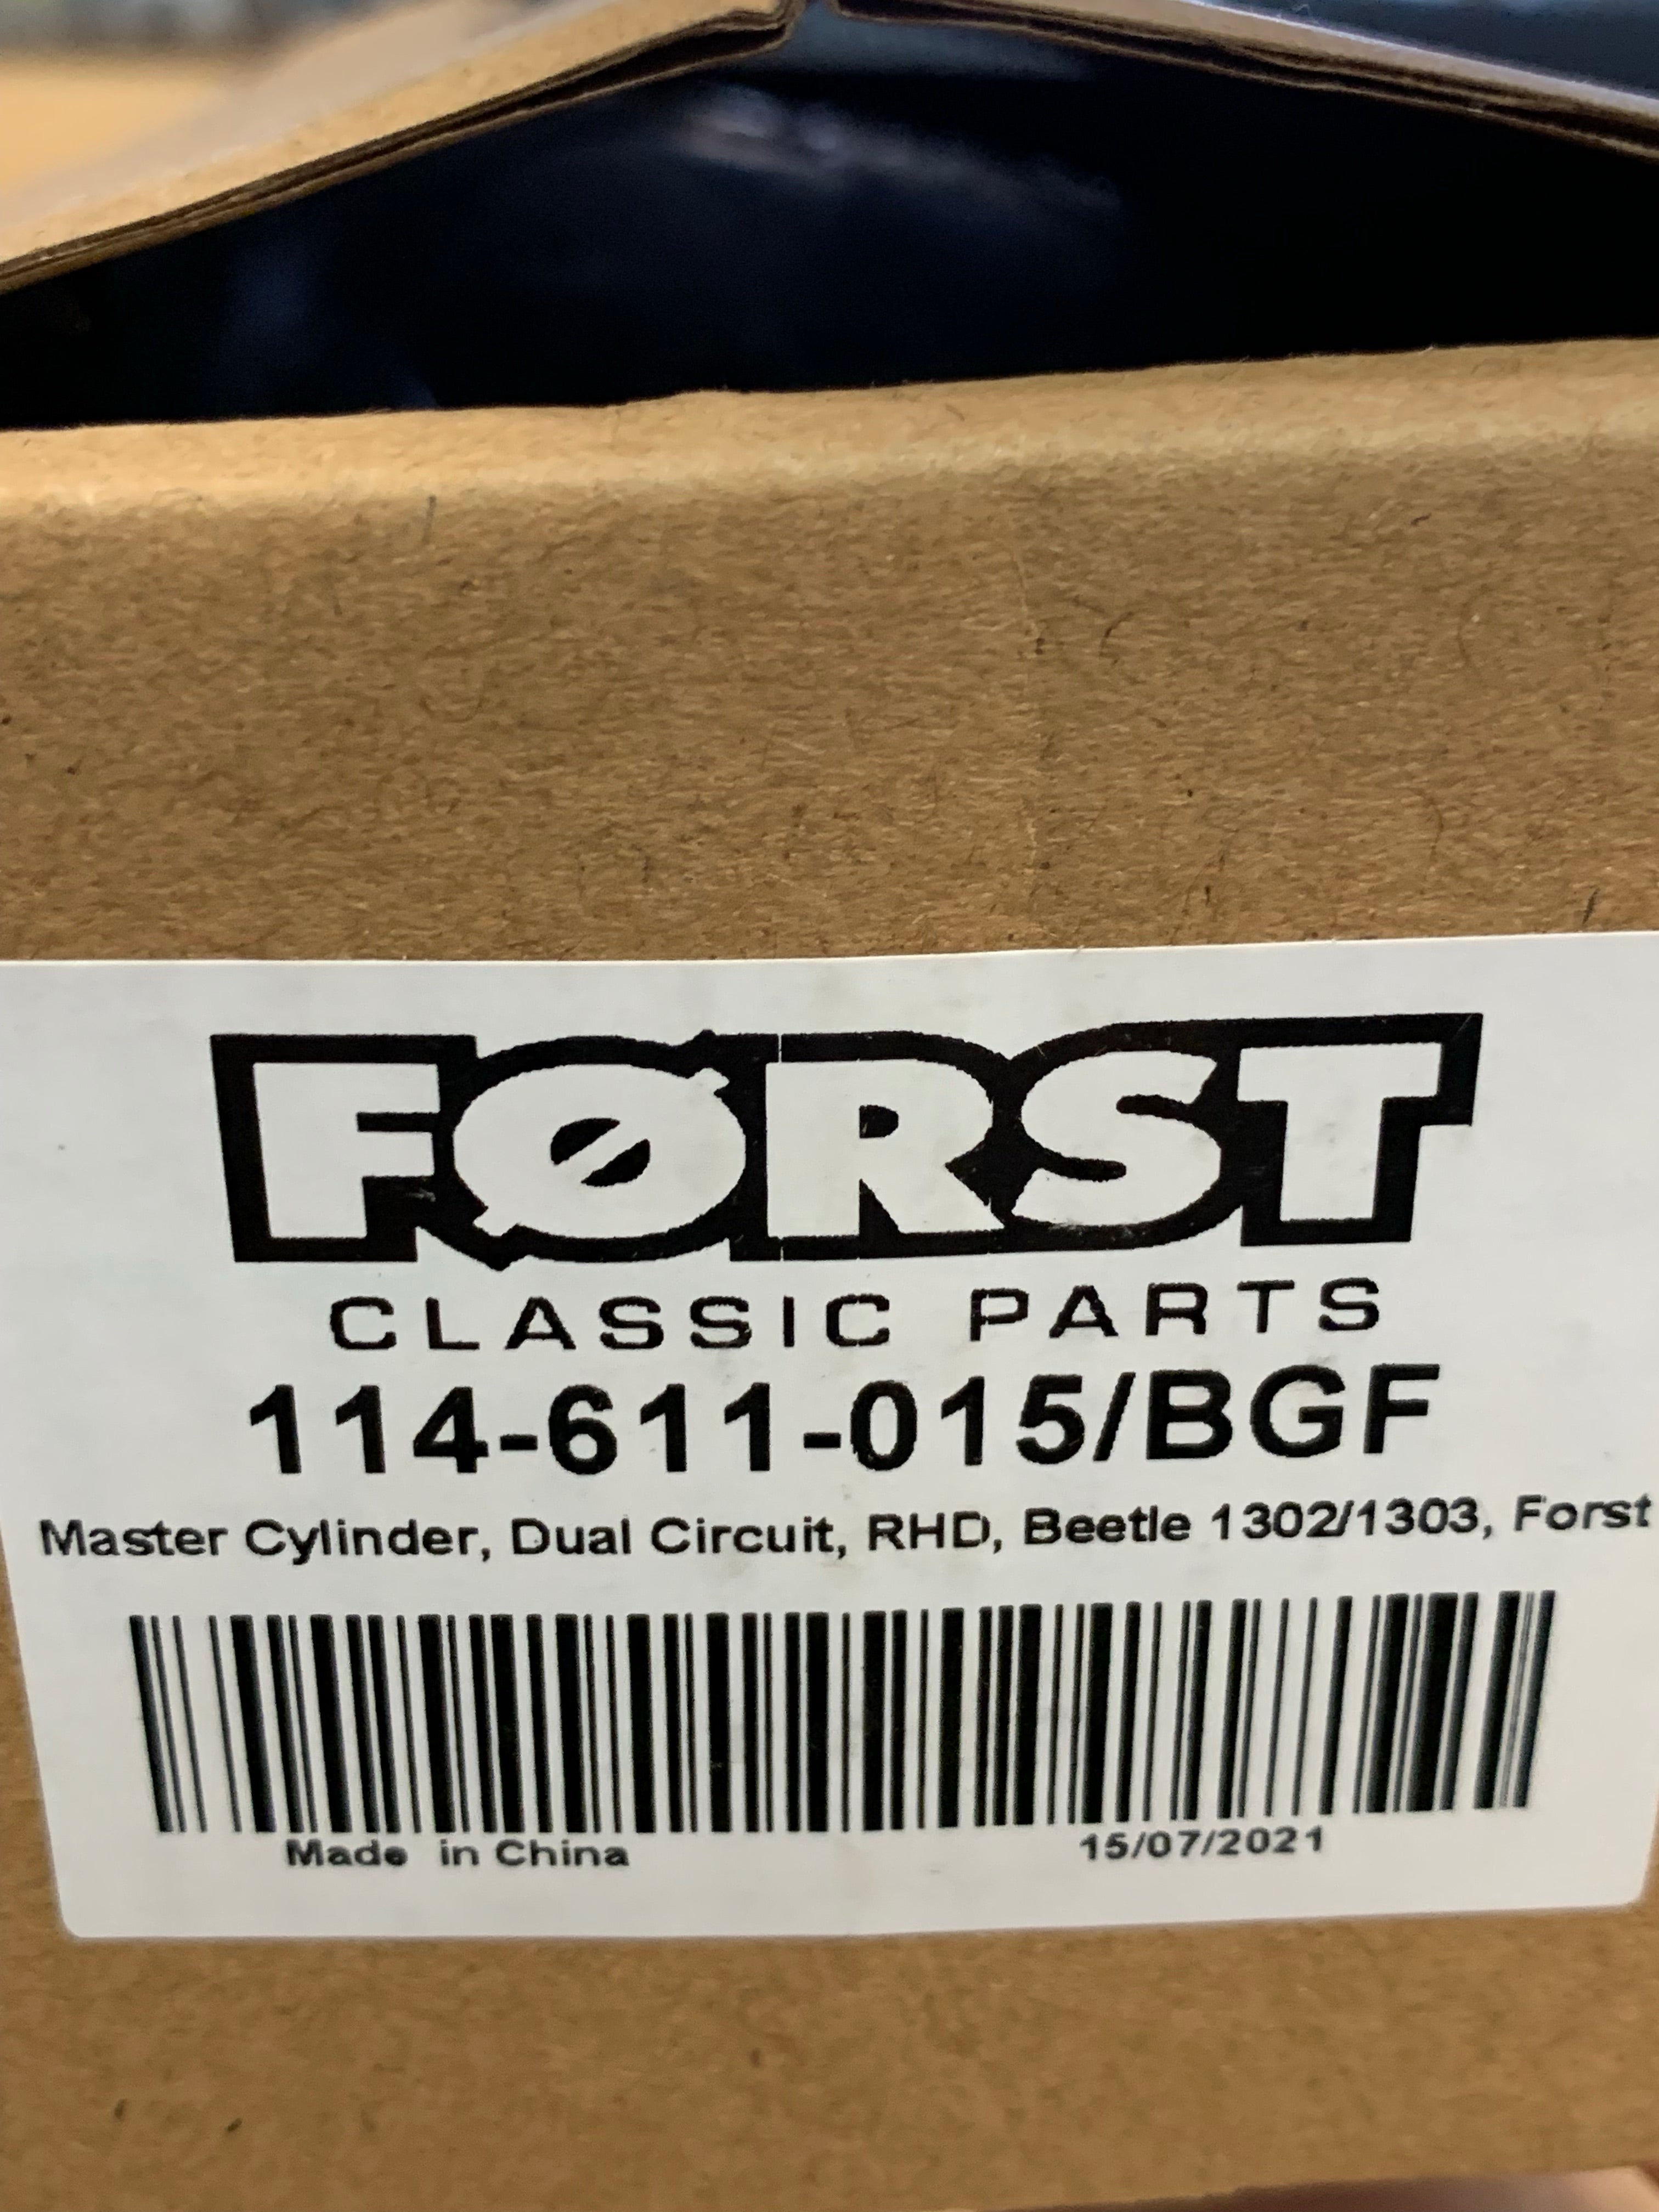 FØRST
CLASSIC PARTS
114-611-015/BGF
Master Cylinder, Dual Circuit, RHD, Beetle 1302/1303, Forst
Made in China 15/07/2021